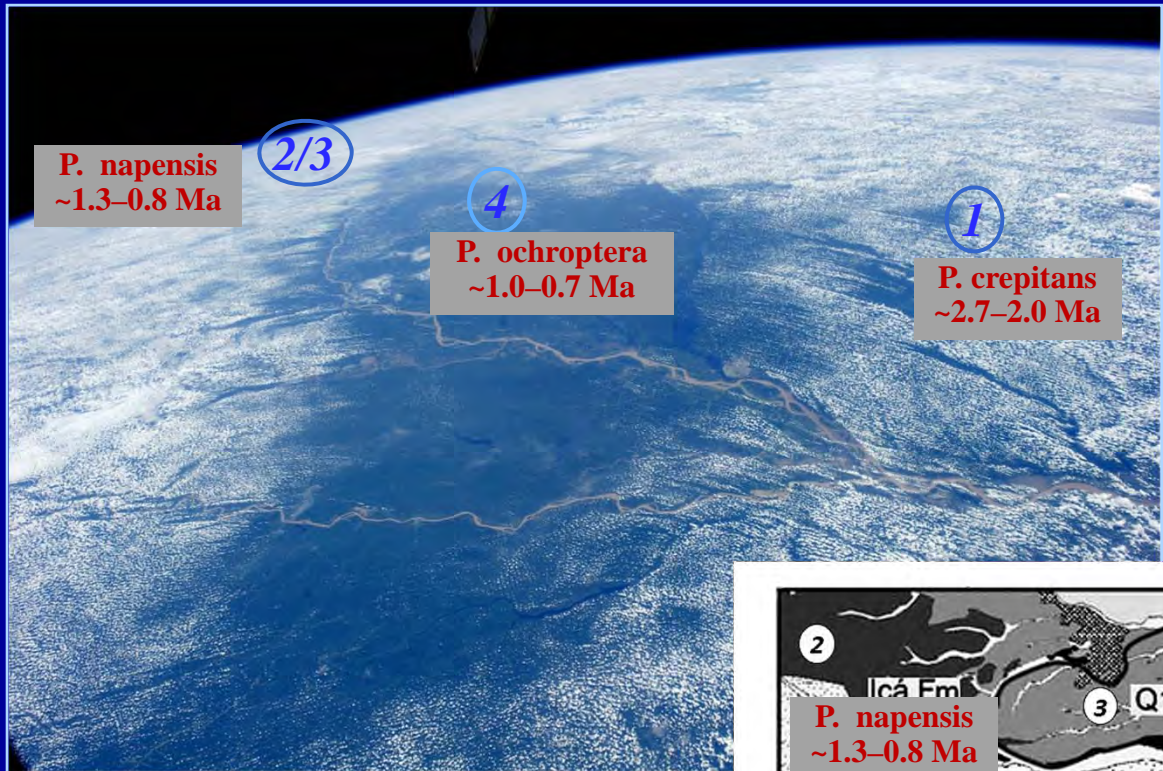 2/3
P. napensis
~1.3–0.8 Ma
4
P. ochroptera
~1.0–0.7 Ma
1
P. crepitans
~2.7–2.0 Ma
2
Içá Fm
3
P. napensis
~1.3–0.8 Ma